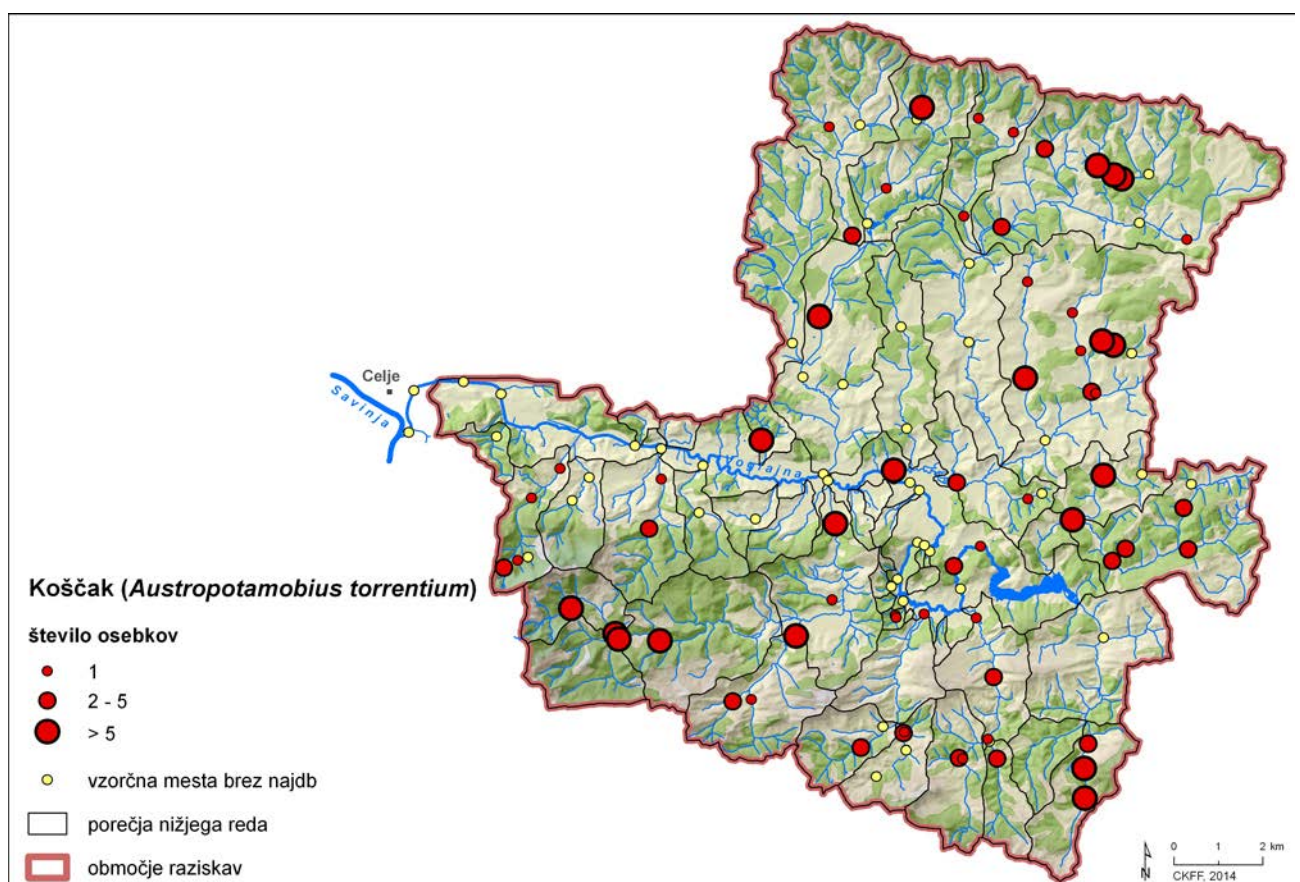 Celje
Savinja
Voglajna
Koščak (Austropotamobius torrentium)
število osebkov
1
2 - 5
> 5
vzorčna mesta brez najdb
porečja nižjega reda
območje raziskav
N
0 1 2 km
CKFF, 2014